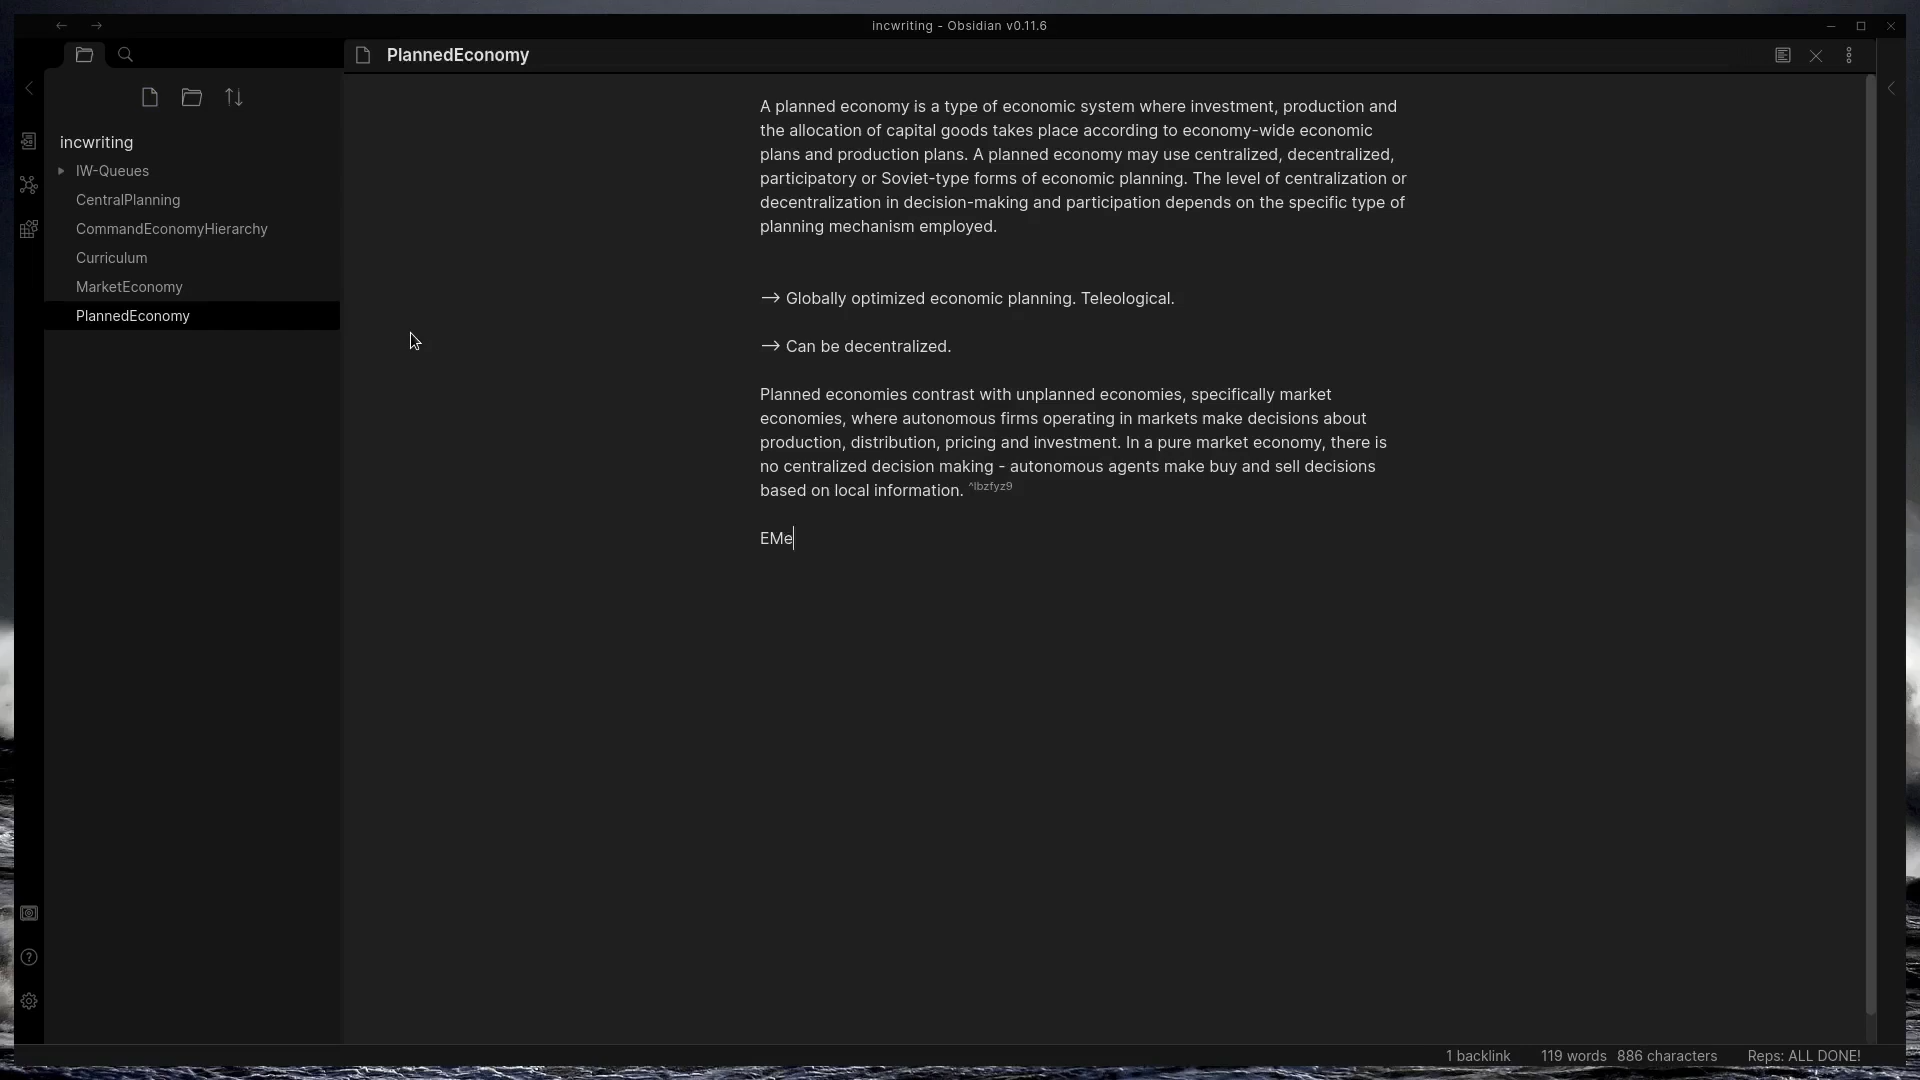 incwriting - Obsidian v0.11.6
PlannedEconomy
incwriting
IW-Queues
CentralPlanning
CommandEconomyHierarchy
Curriculum
MarketEconomy
PlannedEconomy
A planned economy is a type of economic system where investment, production and
the allocation of capital goods takes place according to economy-wide economic
plans and production plans. A planned economy may use centralized, decentralized,
participatory or Soviet-type forms of economic planning. The level of centralization or
decentralization in decision-making and participation depends on the specific type of
planning mechanism employed.
--> Globally optimized economic planning. Teleological.
--> Can be decentralized.
Planned economies contrast with unplanned economies, specifically market
economies, where autonomous firms operating in markets make decisions about
production, distribution, pricing and investment. In a pure market economy, there is
no centralized decision making - autonomous agents make buy and sell decisions
based on local information. ^lbzfyz9
EMe
1 backlink 119 words 886 characters Reps: ALL DONE!